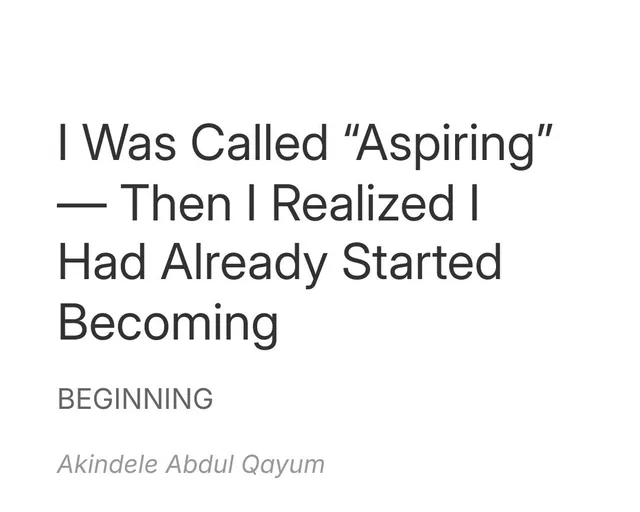 I Was Called “Aspiring”
— Then I Realized I
Had Already Started
Becoming
BEGINNING
Akindele Abdul Qayum